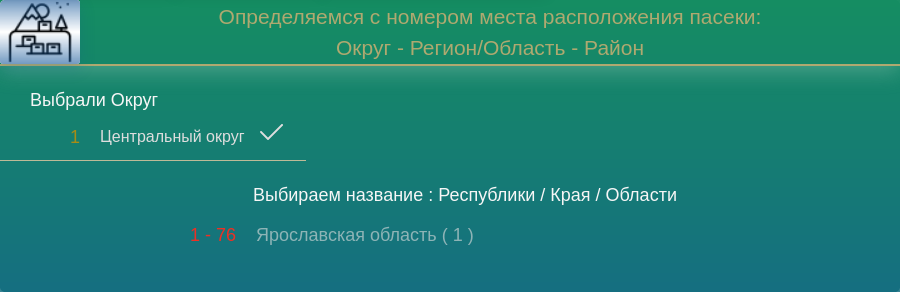 Определяемся с номером места расположения пасеки:
Округ - Регион/Область - Район
Выбрали Округ
1 Центральный округ
Выбираем название : Республики / Края / Области
1 - 76 Ярославская область ( 1 )